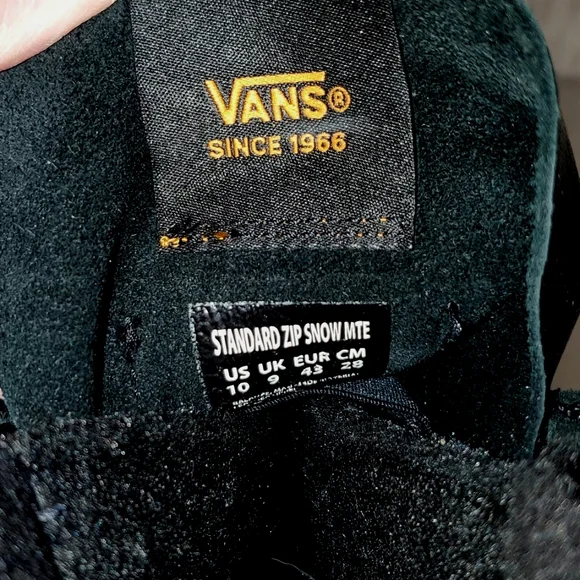 VANS®
SINCE 1966
STANDARD ZIP SNOW MTE
US UK EUR CM
10 9 43 28